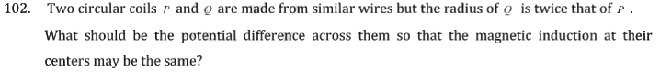 102. Two circular coils P and Q are made from similar wires but the radius of Q is twice that of P .
What should be the potential difference across them so that the magnetic induction at their
centers may be the same?